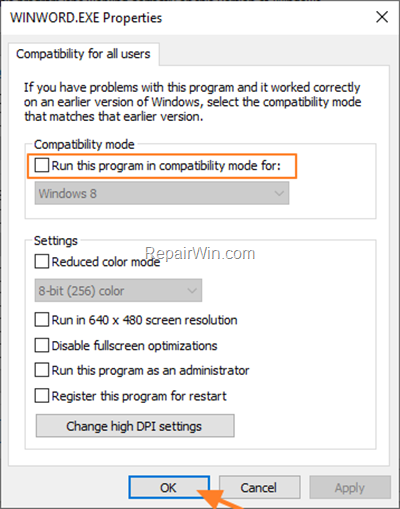 WINWORD.EXE Properties
Compatibility for all users
If you have problems with this program and it worked correctly
on an earlier version of Windows, select the compatibility mode
that matches that earlier version.
Compatibility mode
Run this program in compatibility mode for:
Windows 8
Settings
Reduced color mode
RepairWin.com
8-bit (256) color
Run in 640 x 480 screen resolution
Disable fullscreen optimizations
Run this program as an administrator
Register this program for restart
Change high DPI settings
OK
Cancel
Apply